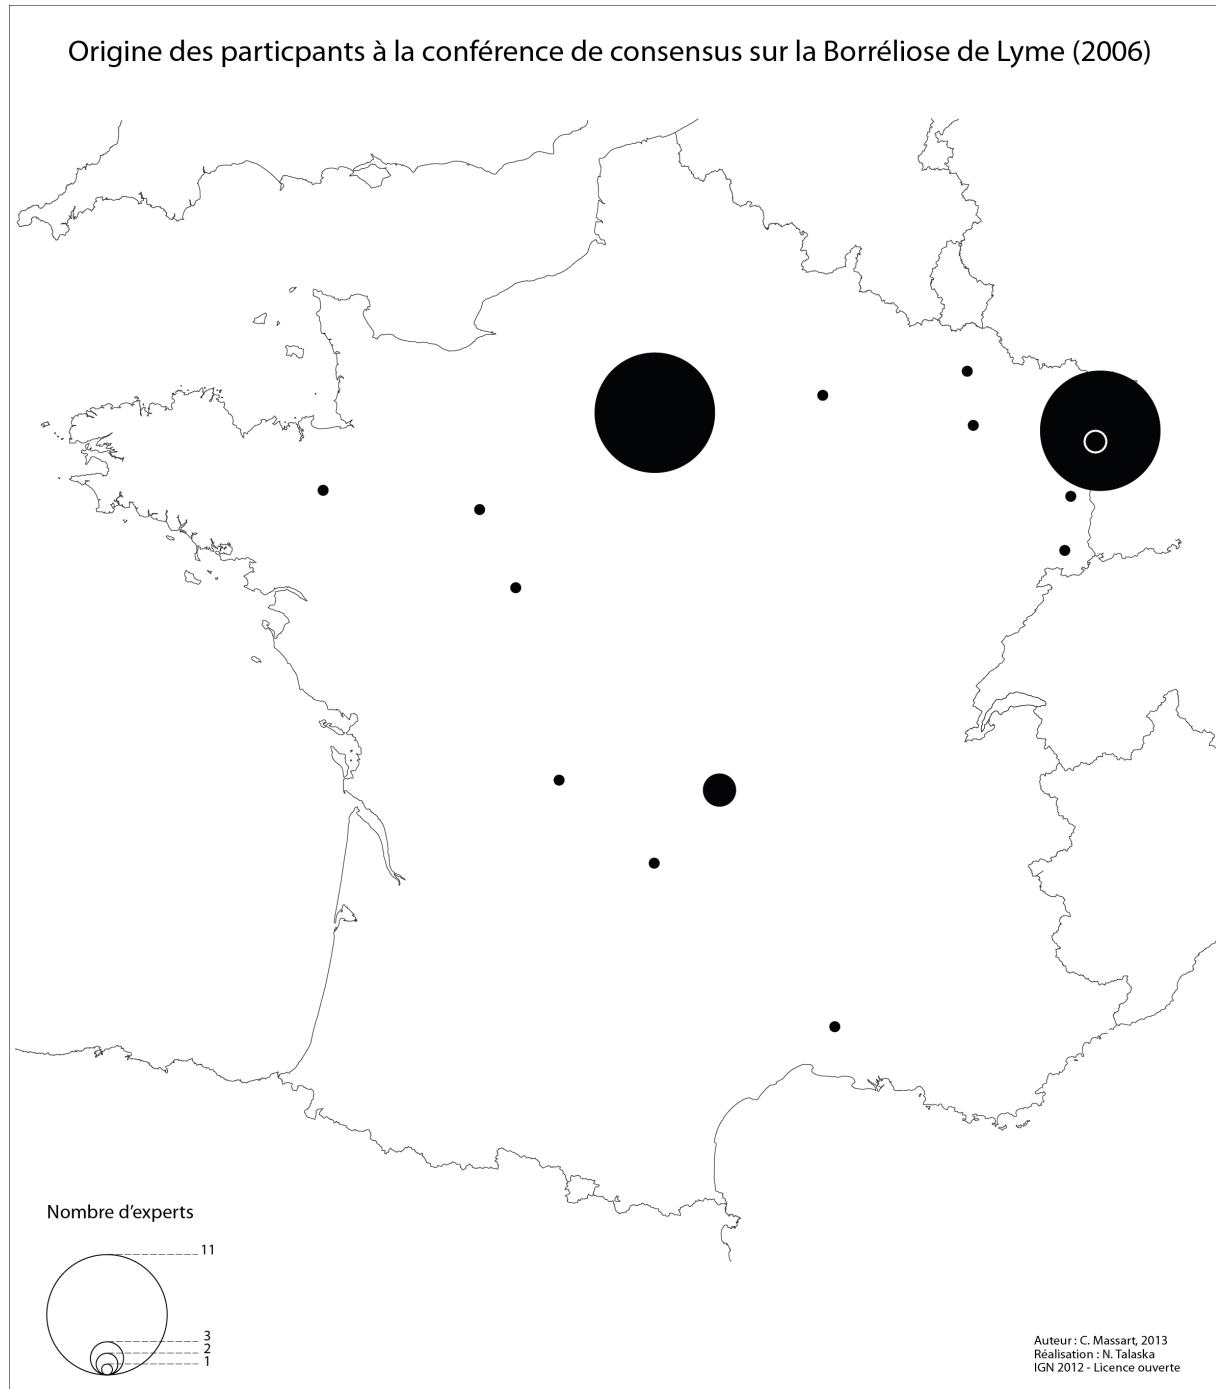 Origine des particpants à la conférence de consensus sur la Borréliose de Lyme (2006)
Nombre d'experts
11
3
2
1
Auteur : C. Massart, 2013
Réalisation : N. Talaska
IGN 2012 - Licence ouverte